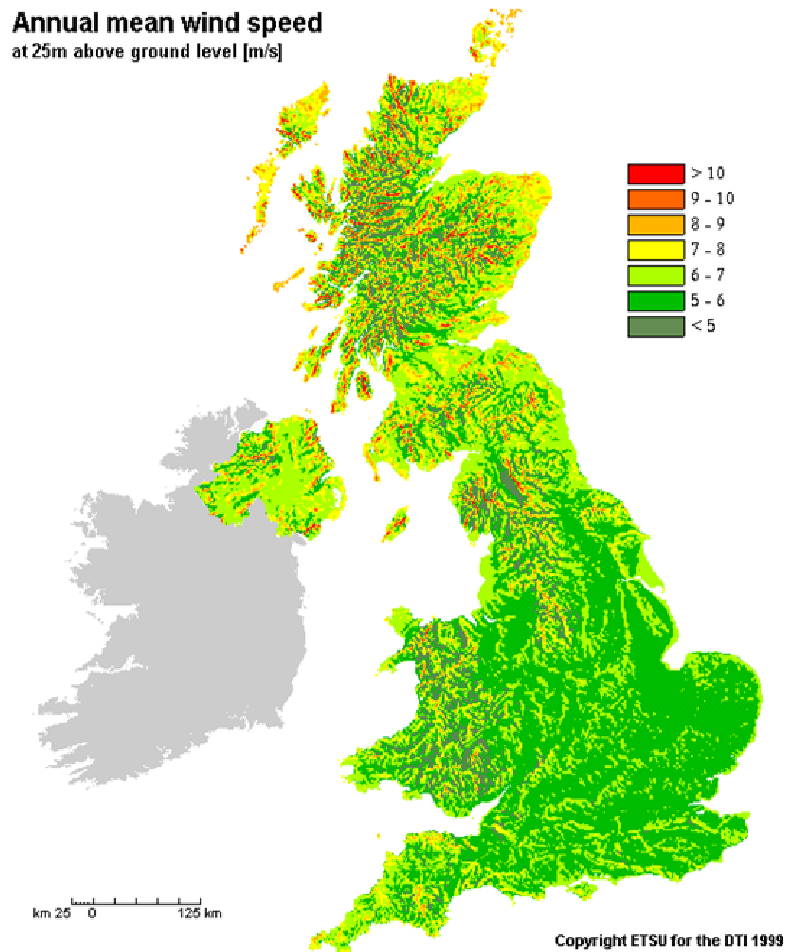 Annual mean wind speed
at 25m above ground level [m/s]
> 10
9 - 10
8 - 9
7 - 8
6 - 7
5 - 6
< 5
km 25 0 125 km
Copyright ETSU for the DTI 1999